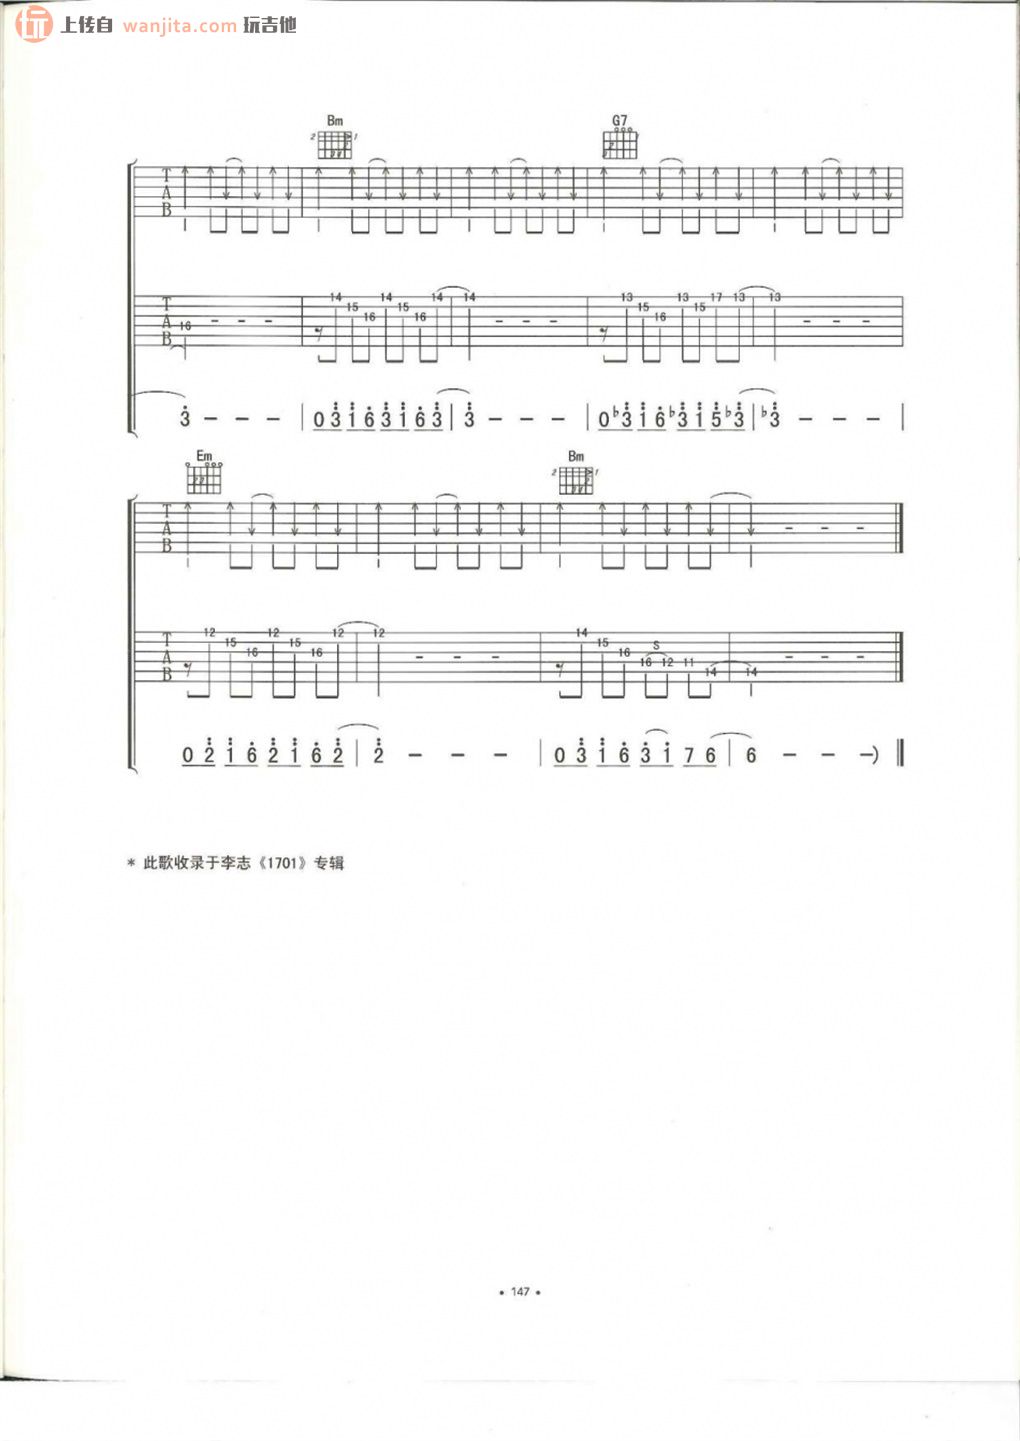 玩 上传自 wanjita.com 玩吉他
Bm G7
T A B
T A B 16 - - - 14 15 16 14 15 16 14 14 - - - 13 15 16 13 15 17 13 13 - - -
3 - - - | 0 3 1 6 3 1 6 3 | 3 - - - | 0 ♭3 1 6 ♭3 1 5 ♭3 | ♭3 - - - |
Em Bm
T A B - - -
T A B 12 15 16 12 15 16 12 12 - - - 14 15 16 16 S 12 11 14 14 - - -
0 2 1 6 2 1 6 2 | 2 - - - | 0 3 1 6 3 1 7 6 | 6 - - -) ‖
* 此歌收录于李志《1701》专辑
• 147 •